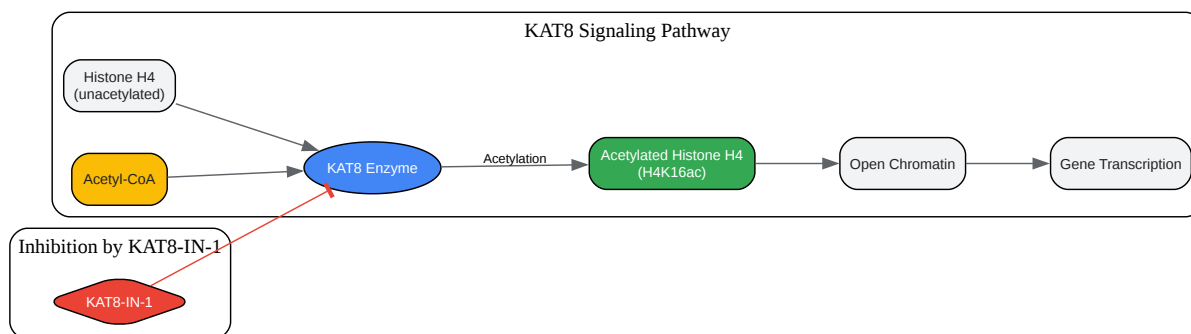 KAT8 Signaling Pathway
Histone H4
(unacetylated)
Acetyl-CoA
KAT8 Enzyme
Acetylation
Acetylated Histone H4
(H4K16ac)
Open Chromatin
Gene Transcription
Inhibition by KAT8-IN-1
KAT8-IN-1